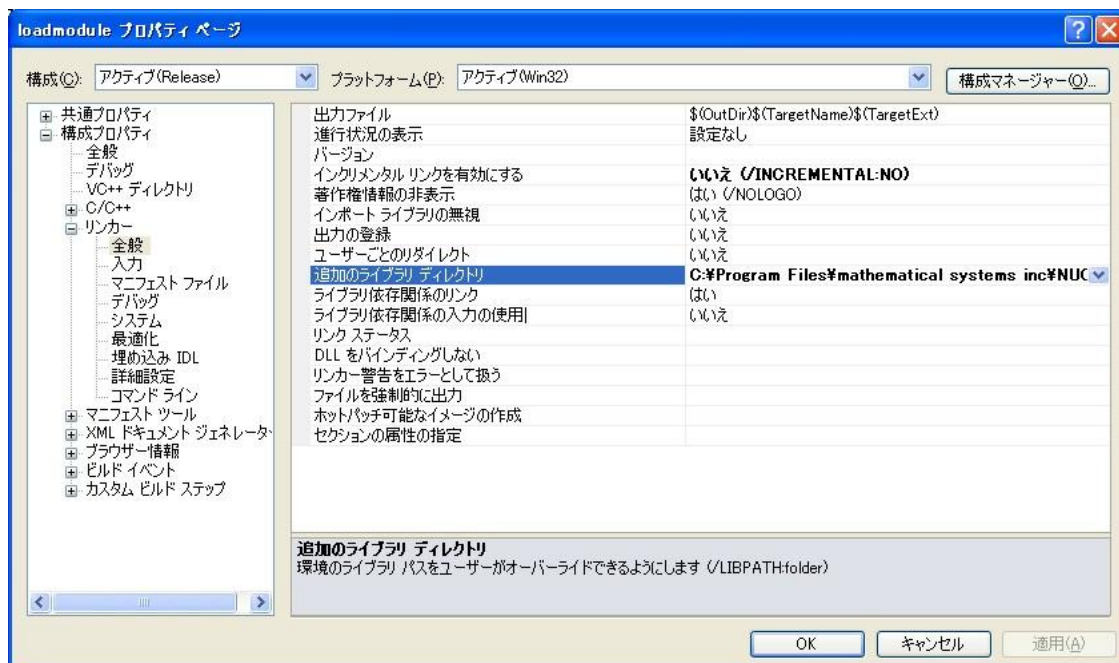 loadmodule プロパティ ページ
構成(C): アクティブ(Release) プラットフォーム(P): アクティブ(Win32) 構成マネージャー(O)...
共通プロパティ
構成プロパティ
全般
デバッグ
VC++ ディレクトリ
C/C++
リンカー
全般
入力
マニフェスト ファイル
デバッグ
システム
最適化
埋め込み IDL
詳細設定
コマンド ライン
マニフェスト ツール
XML ドキュメント ジェネレーター
ブラウザー情報
ビルド イベント
カスタム ビルド ステップ
出力ファイル $(OutDir)$(TargetName)$(TargetExt)
進行状況の表示 設定なし
バージョン
インクリメンタル リンクを有効にする いいえ (/INCREMENTAL:NO)
著作権情報の非表示 はい (/NOLOGO)
インポート ライブラリの無視 いいえ
出力の登録 いいえ
ユーザーごとのリダイレクト いいえ
追加のライブラリ ディレクトリ C:¥Program Files¥mathematical systems inc¥NUO
ライブラリ依存関係のリンク はい
ライブラリ依存関係の入力の使用 いいえ
リンク ステータス
DLL をバインディングしない
リンカー警告をエラーとして扱う
ファイルを強制的に出力
ホットパッチ可能なイメージの作成
セクションの属性の指定
追加のライブラリ ディレクトリ
環境のライブラリ パスをユーザーがオーバーライドできるようにします (/LIBPATH:folder)
OK キャンセル 適用(A)